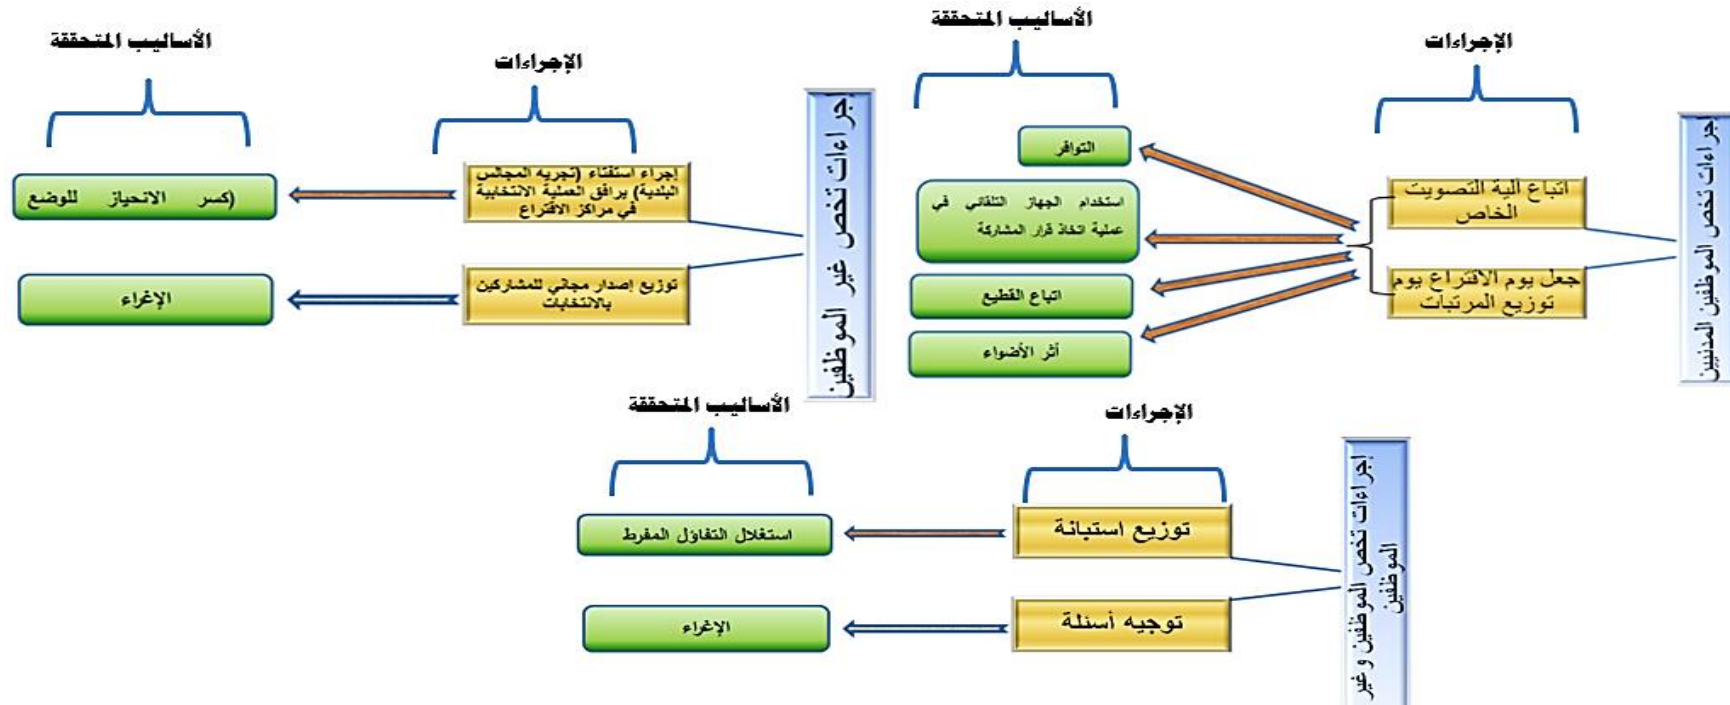 الأساليب المتحققة
الإجراءات
إجراءات تخص الموظفين المدنيين
اتباع آلية التصويت
الخاص
جعل يوم الاقتراع يوم
توزيع المرتبات
التوافر
استخدام الجهاز التلقائي في
عملية اتخاذ قرار المشاركة
اتباع القطيع
أثر الأضواء
الأساليب المتحققة
الإجراءات
إجراءات تخص غير الموظفين
إجراء استفتاء (تجريه المجالس
البلدية) يرافق العملية الانتخابية
في مراكز الاقتراع
توزيع إصدار مجاني للمشاركين
بالانتخابات
(كسر الانحياز للوضع
الإغراء
الأساليب المتحققة
الإجراءات
إجراءات تخص الموظفين وغير
الموظفين
توزيع استبانة
توجيه أسئلة
استغلال التفاؤل المفرط
الإغراء